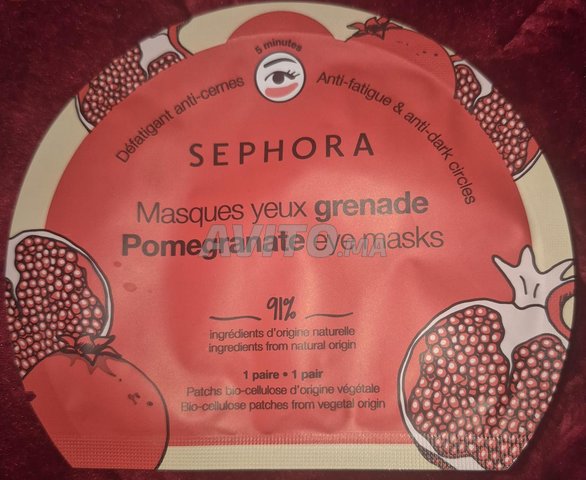 5 minutes
Défatigant anti-cernes
Anti-fatigue & anti-dark circles
SEPHORA
Masques yeux grenade
Pomegranate eye masks
AVITO.MA
91%
ingrédients d'origine naturelle
ingredients from natural origin
1 paire • 1 pair
Patchs bio-cellulose d'origine végétale
Bio-cellulose patches from vegetal origin